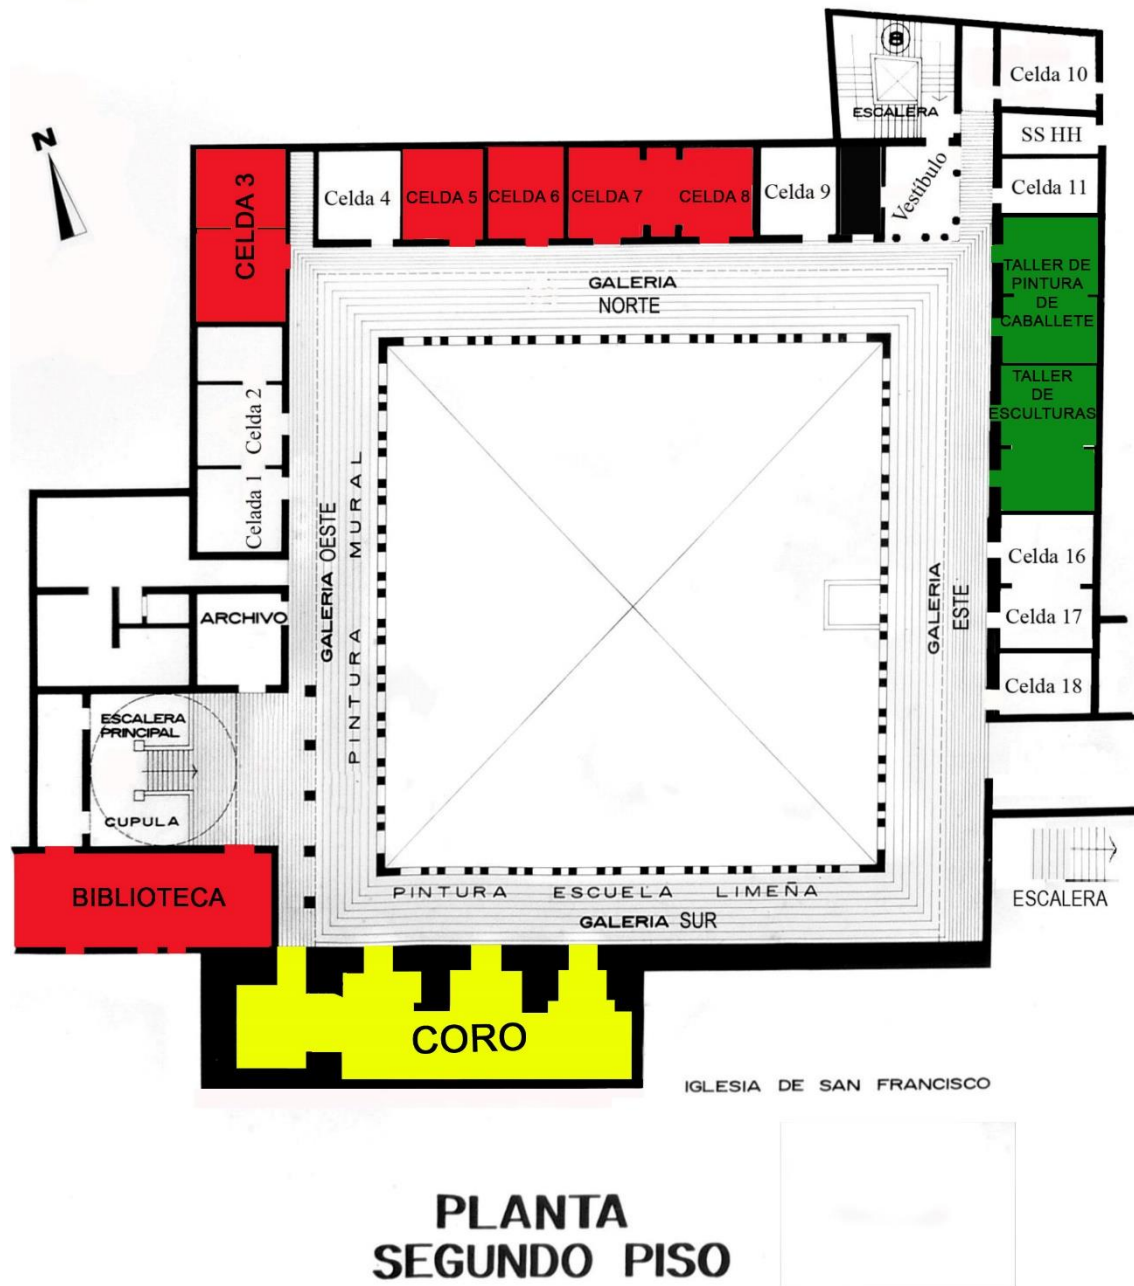 N
ESCALERA
Celda 10
SS HH
Celda 11
Vestíbulo
CELDA 3
Celda 4
CELDA 5
CELDA 6
CELDA 7
CELDA 8
Celda 9
GALERIA
NORTE
TALLER DE
PINTURA
DE
CABALLETE
TALLER
DE
ESCULTURAS
Celda 2
Celada 1
GALERIA OESTE
PINTURA MURAL
GALERIA
ESTE
Celda 16
Celda 17
Celda 18
ARCHIVO
ESCALERA
PRINCIPAL
CUPULA
BIBLIOTECA
PINTURA ESCUELA LIMEÑA
GALERIA SUR
ESCALERA
CORO
IGLESIA DE SAN FRANCISCO
PLANTA
SEGUNDO PISO